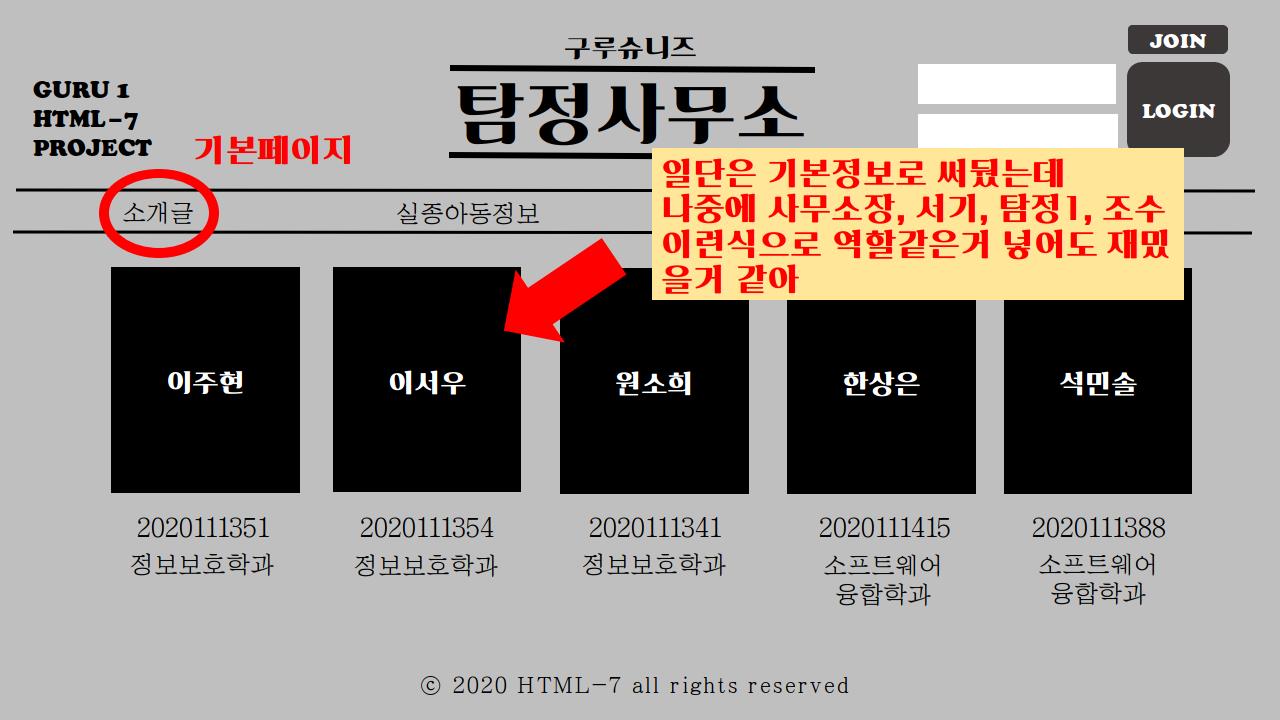 GURU 1
HTML-7
PROJECT
기본페이지
구루슈니즈
탐정사무소
JOIN
LOGIN
소개글
실종아동정보
일단은 기본정보로 써뒀는데
나중에 사무소장, 서기, 탐정1, 조수
이런식으로 역할같은거 넣어도 재밌
을거 같아
이주현
이서우
원소희
한상은
석민솔
2020111351
정보보호학과
2020111354
정보보호학과
2020111341
정보보호학과
2020111415
소프트웨어
융합학과
2020111388
소프트웨어
융합학과
ⓒ 2020 HTML-7 all rights reserved